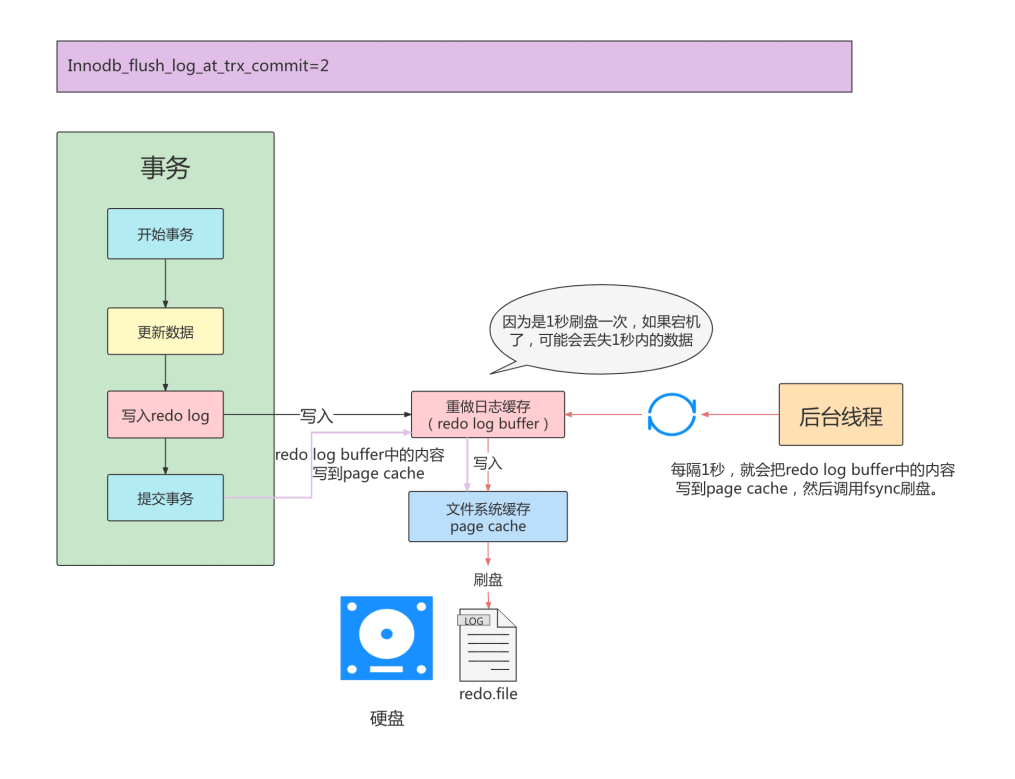 Innodb_flush_log_at_trx_commit=2
事务
开始事务
更新数据
写入redo log
提交事务
写入
redo log buffer中的内容
写到page cache
因为是1秒刷盘一次，如果宕机
了，可能会丢失1秒内的数据
重做日志缓存
（ redo log buffer ）
写入
文件系统缓存
page cache
刷盘
LOG
redo.file
硬盘
后台线程
每隔1秒，就会把redo log buffer中的内容
写到page cache，然后调用fsync刷盘。